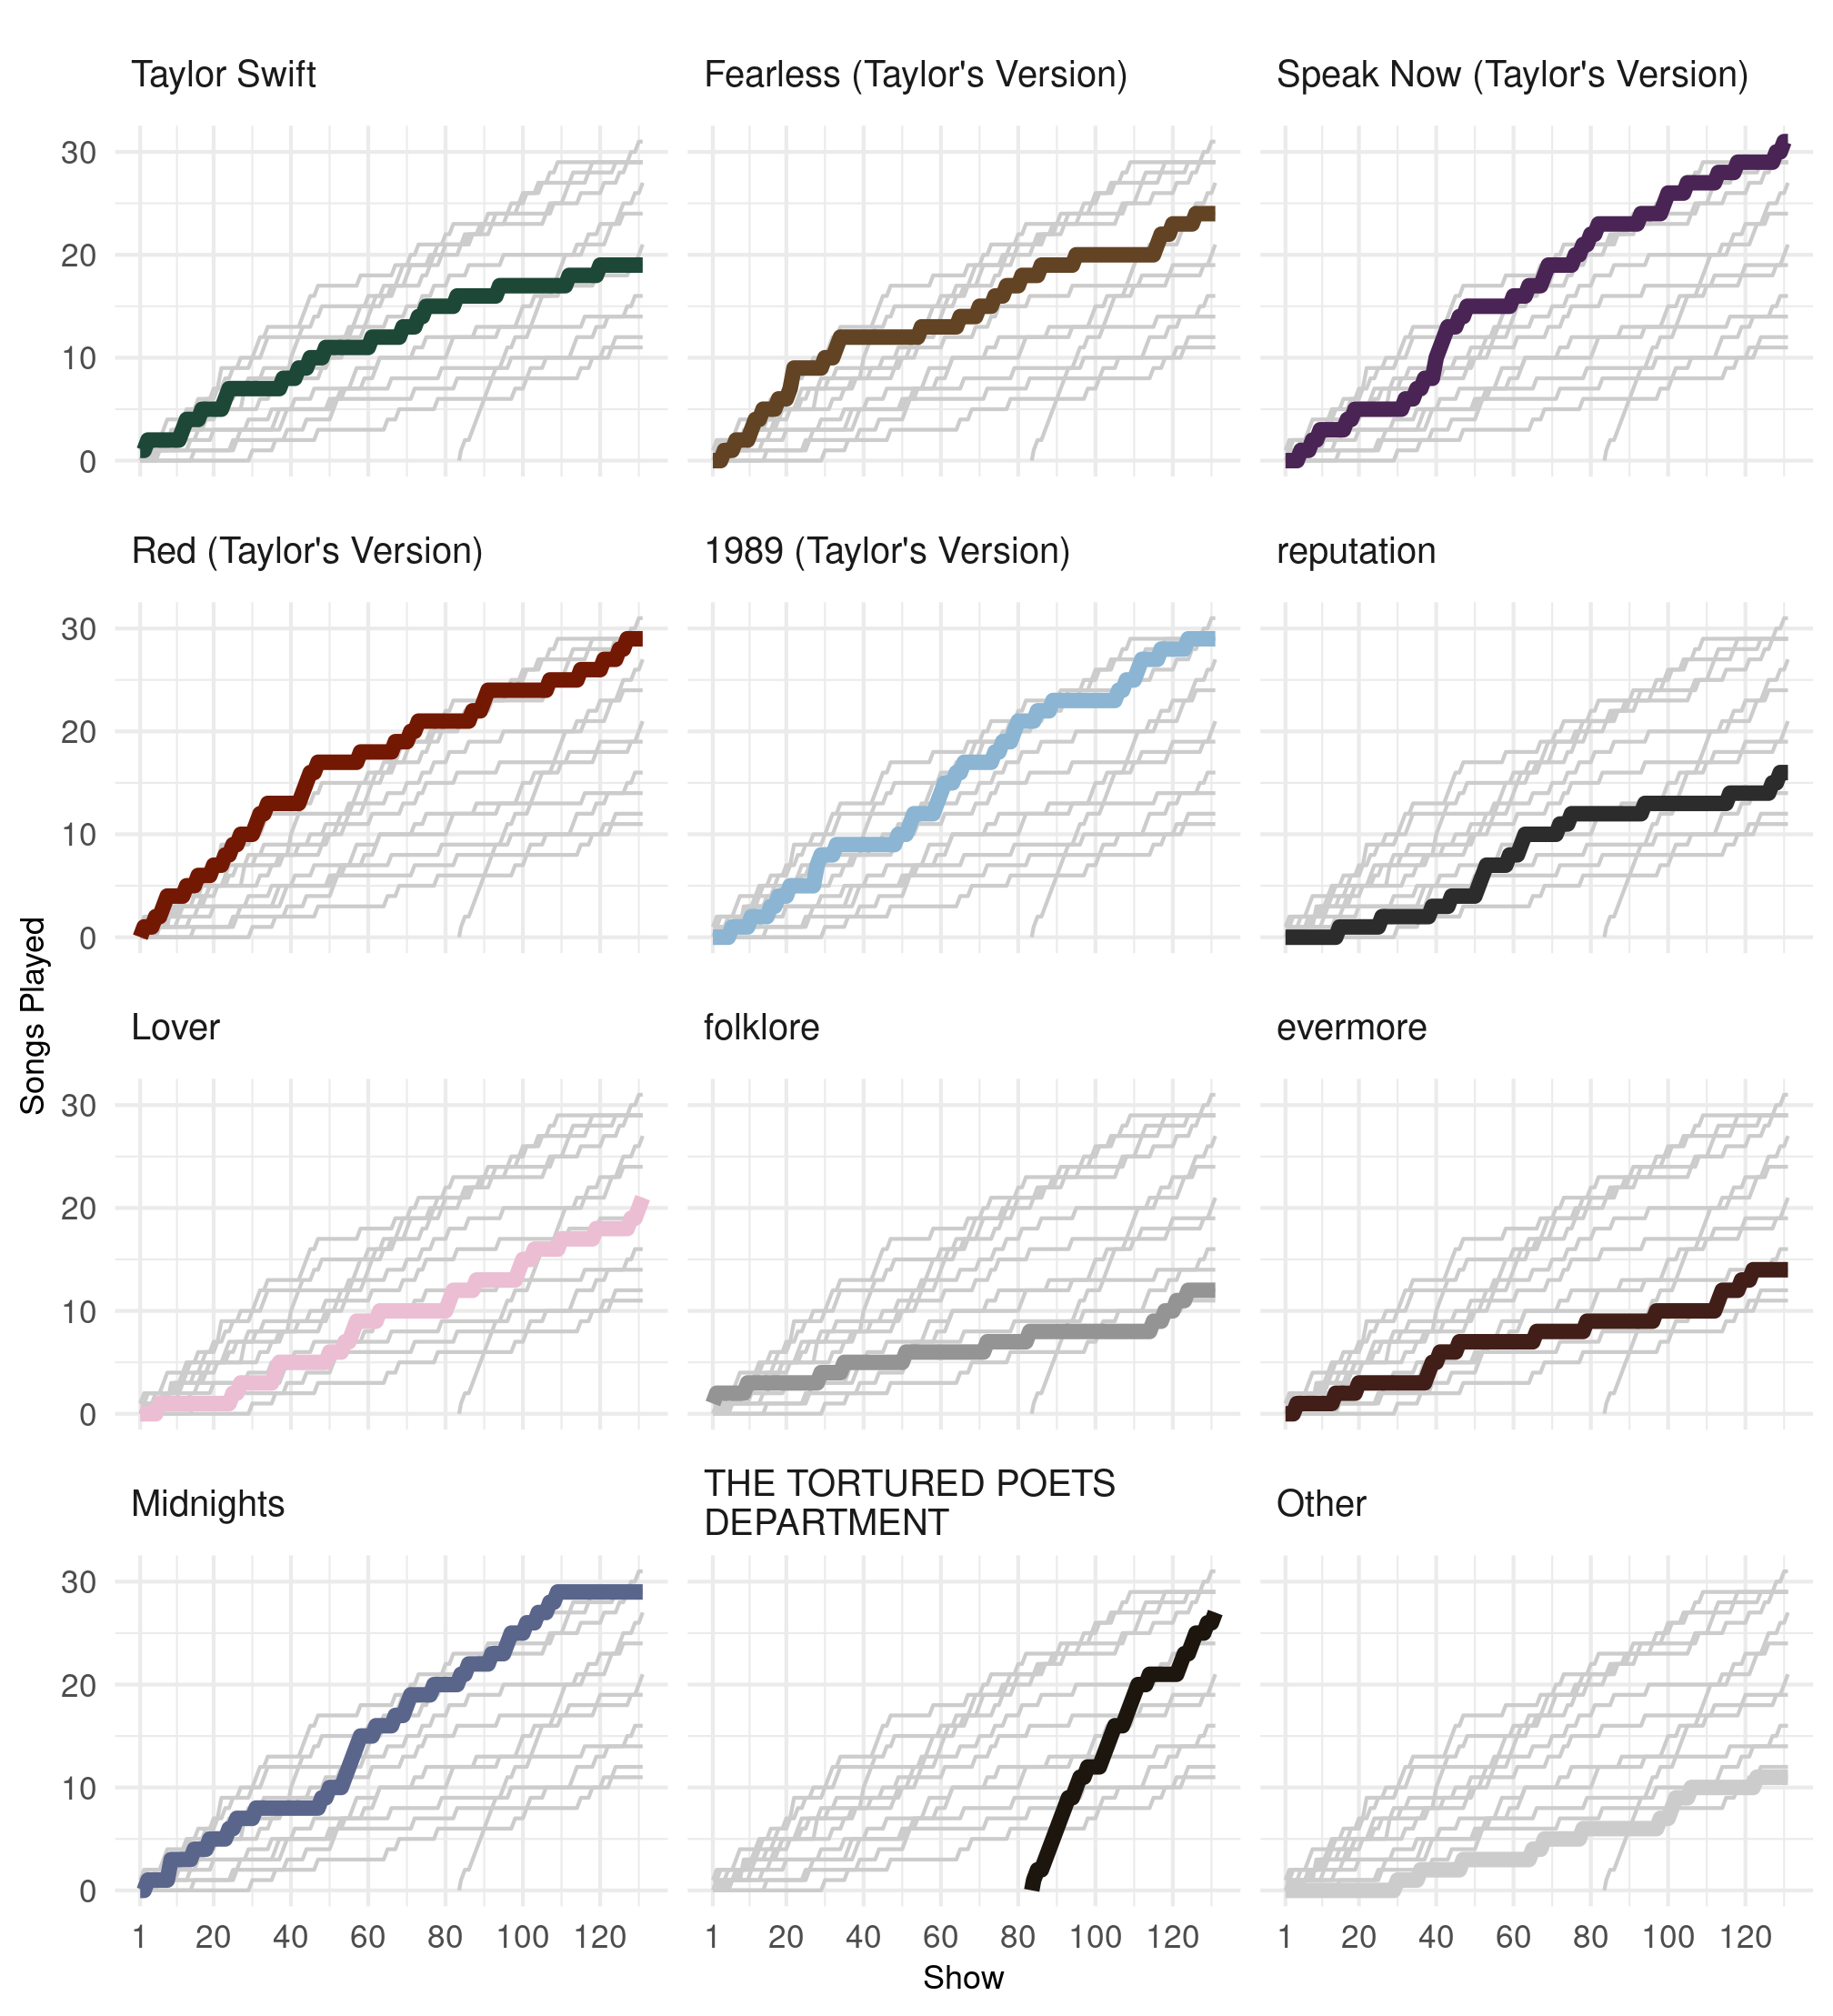 Taylor Swift
Fearless (Taylor's Version)
Speak Now (Taylor's Version)
30
20
10
0
Red (Taylor's Version)
1989 (Taylor's Version)
reputation
30
20
10
0
Songs Played
Lover
folklore
evermore
30
20
10
0
Midnights
THE TORTURED POETS
DEPARTMENT
Other
30
20
10
0
1 20 40 60 80 100 120
1 20 40 60 80 100 120
1 20 40 60 80 100 120
Show